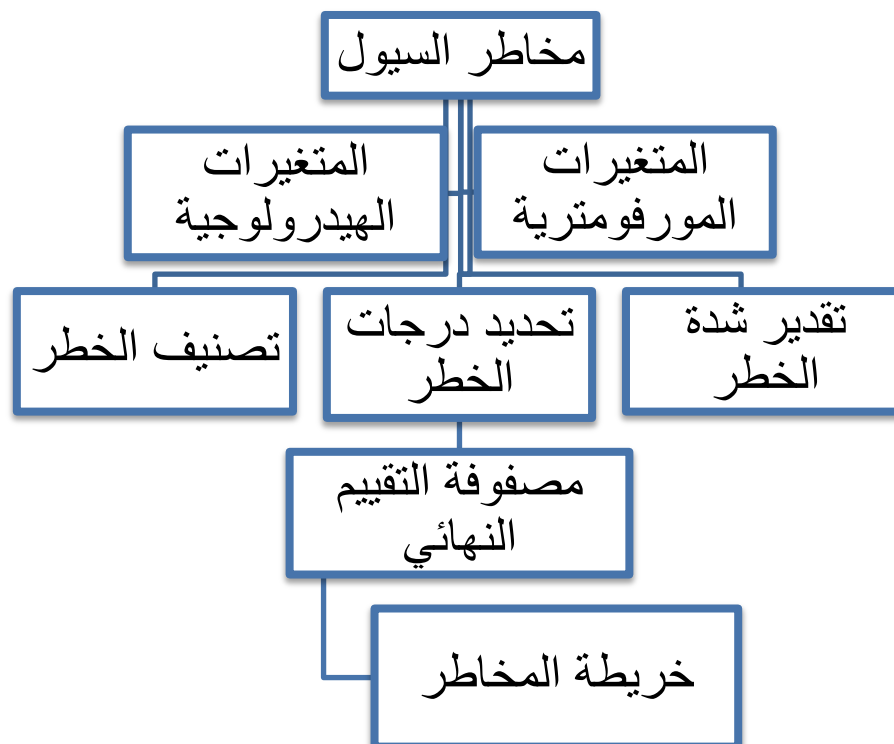 مخاطر السيول
المتغيرات
المورفومترية
المتغيرات
الهيدرولوجية
تقدير شدة
الخطر
تحديد درجات
الخطر
تصنيف الخطر
مصفوفة التقييم
النهائي
خريطة المخاطر